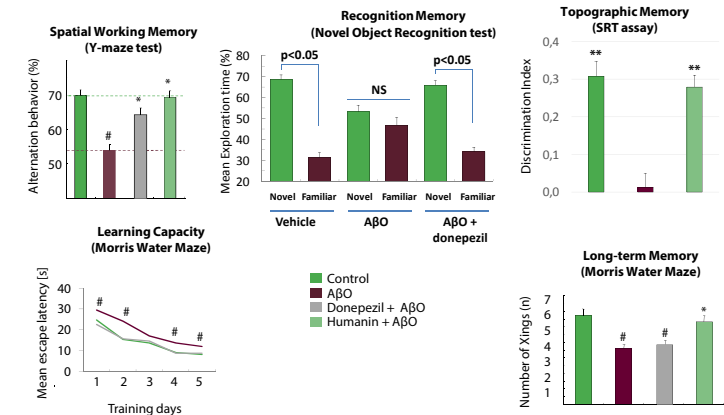 Spatial Working Memory
(Y-maze test)
Alternation behavior (%)
70
60
50
#
*
*
Recognition Memory
(Novel Object Recognition test)
Mean Exploration time (%)
80
70
60
50
40
30
20
p<0.05
NS
p<0.05
Novel Familiar Novel Familiar Novel Familiar
Vehicle AβO AβO +
donepezil
Topographic Memory
(SRT assay)
Discrimination Index
0,4
0,3
0,2
0,1
0,0
**
**
Learning Capacity
(Morris Water Maze)
Mean escape latency [s]
40
30
20
10
0
# # # #
1 2 3 4 5
Training days
Control
AβO
Donepezil + AβO
Humanin + AβO
Long-term Memory
(Morris Water Maze)
Number of Xings (n)
7
6
5
4
3
2
1
#
#
*